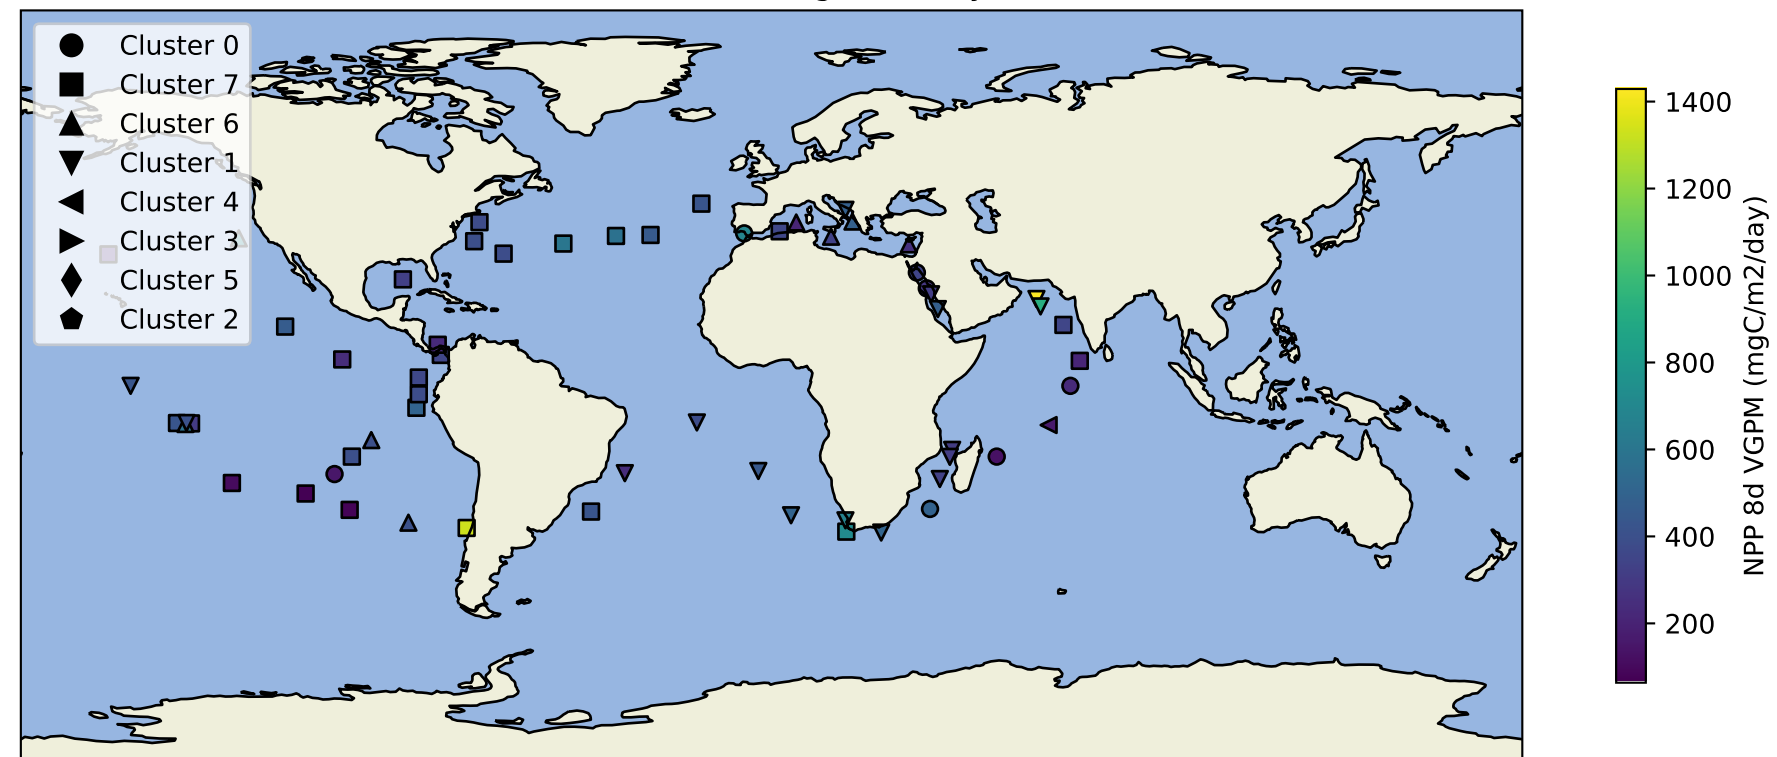 Cluster 0
Cluster 7
Cluster 6
Cluster 1
Cluster 4
Cluster 3
Cluster 5
Cluster 2
1400
1200
1000
800
600
400
200
NPP 8d VGPM (mgC/m2/day)